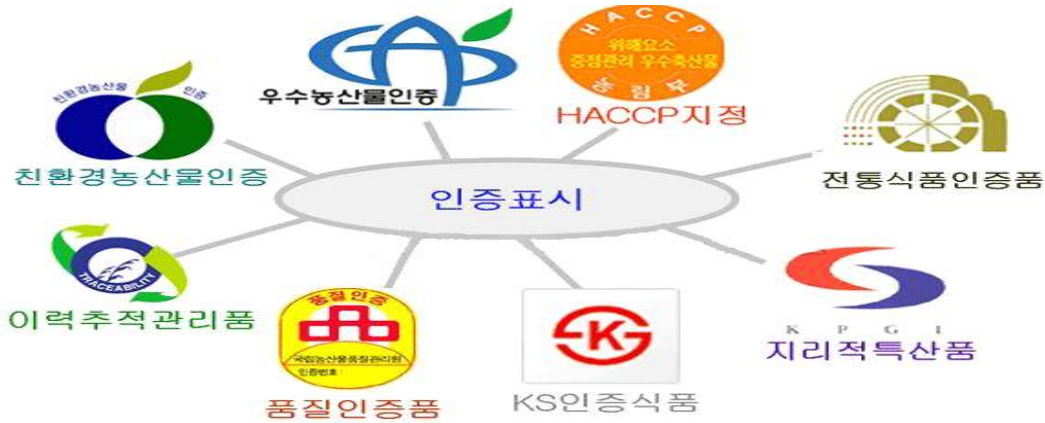 친환경농산물 인증
친환경농산물인증
GAP
우수농산물인증
HACCP
위해요소
중점관리 우수축산물
농림부
HACCP지정
전통식품인증품
인증표시
TRACEABILITY
이력추적관리품
품질인증
국립농산물품질관리원
인증번호 :
품질인증품
K
KS인증식품
K P G I
지리적특산품